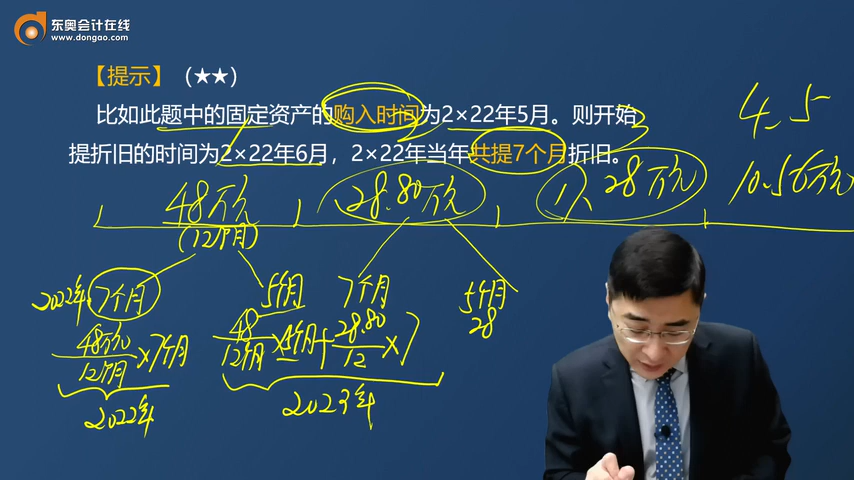 东奥会计在线
www.dongao.com
【提示】（★★）
比如此题中的固定资产的购入时间为2×22年5月。则开始
提折旧的时间为2×22年6月，2×22年当年共提7个月折旧。
4、5
48万元
28.80万元
10.56万元
(12个月)
2022年
7个月
5个月
7个月
5个月
28
48万元/12个月×7个月
48/12个月×5个月+28.80/12×7
2022年
2023年